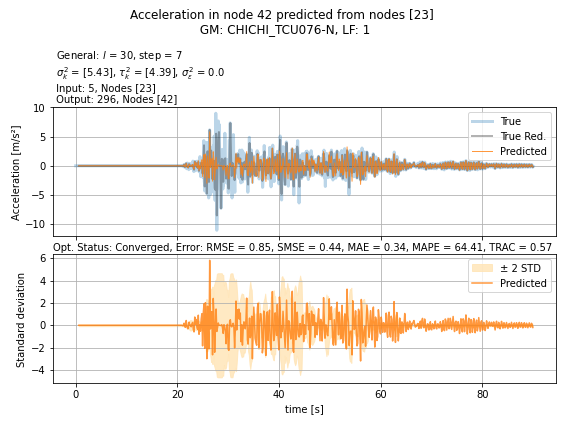 Acceleration in node 42 predicted from nodes [23]
GM: CHICHI_TCU076-N, LF: 1
General: l = 30, step = 7
σ²ₖ = [5.43], τ²ₖ = [4.39], σ²ε = 0.0
Input: 5, Nodes [23]
Output: 296, Nodes [42]
10
5
0
−5
−10
Acceleration [m/s²]
True
True Red.
Predicted
Opt. Status: Converged, Error: RMSE = 0.85, SMSE = 0.44, MAE = 0.34, MAPE = 64.41, TRAC = 0.57
6
4
2
0
−2
−4
Standard deviation
± 2 STD
Predicted
0 20 40 60 80
time [s]